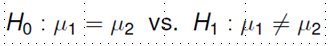 H₀ : μ₁ = μ₂ vs. H₁ : μ₁ ≠ μ₂